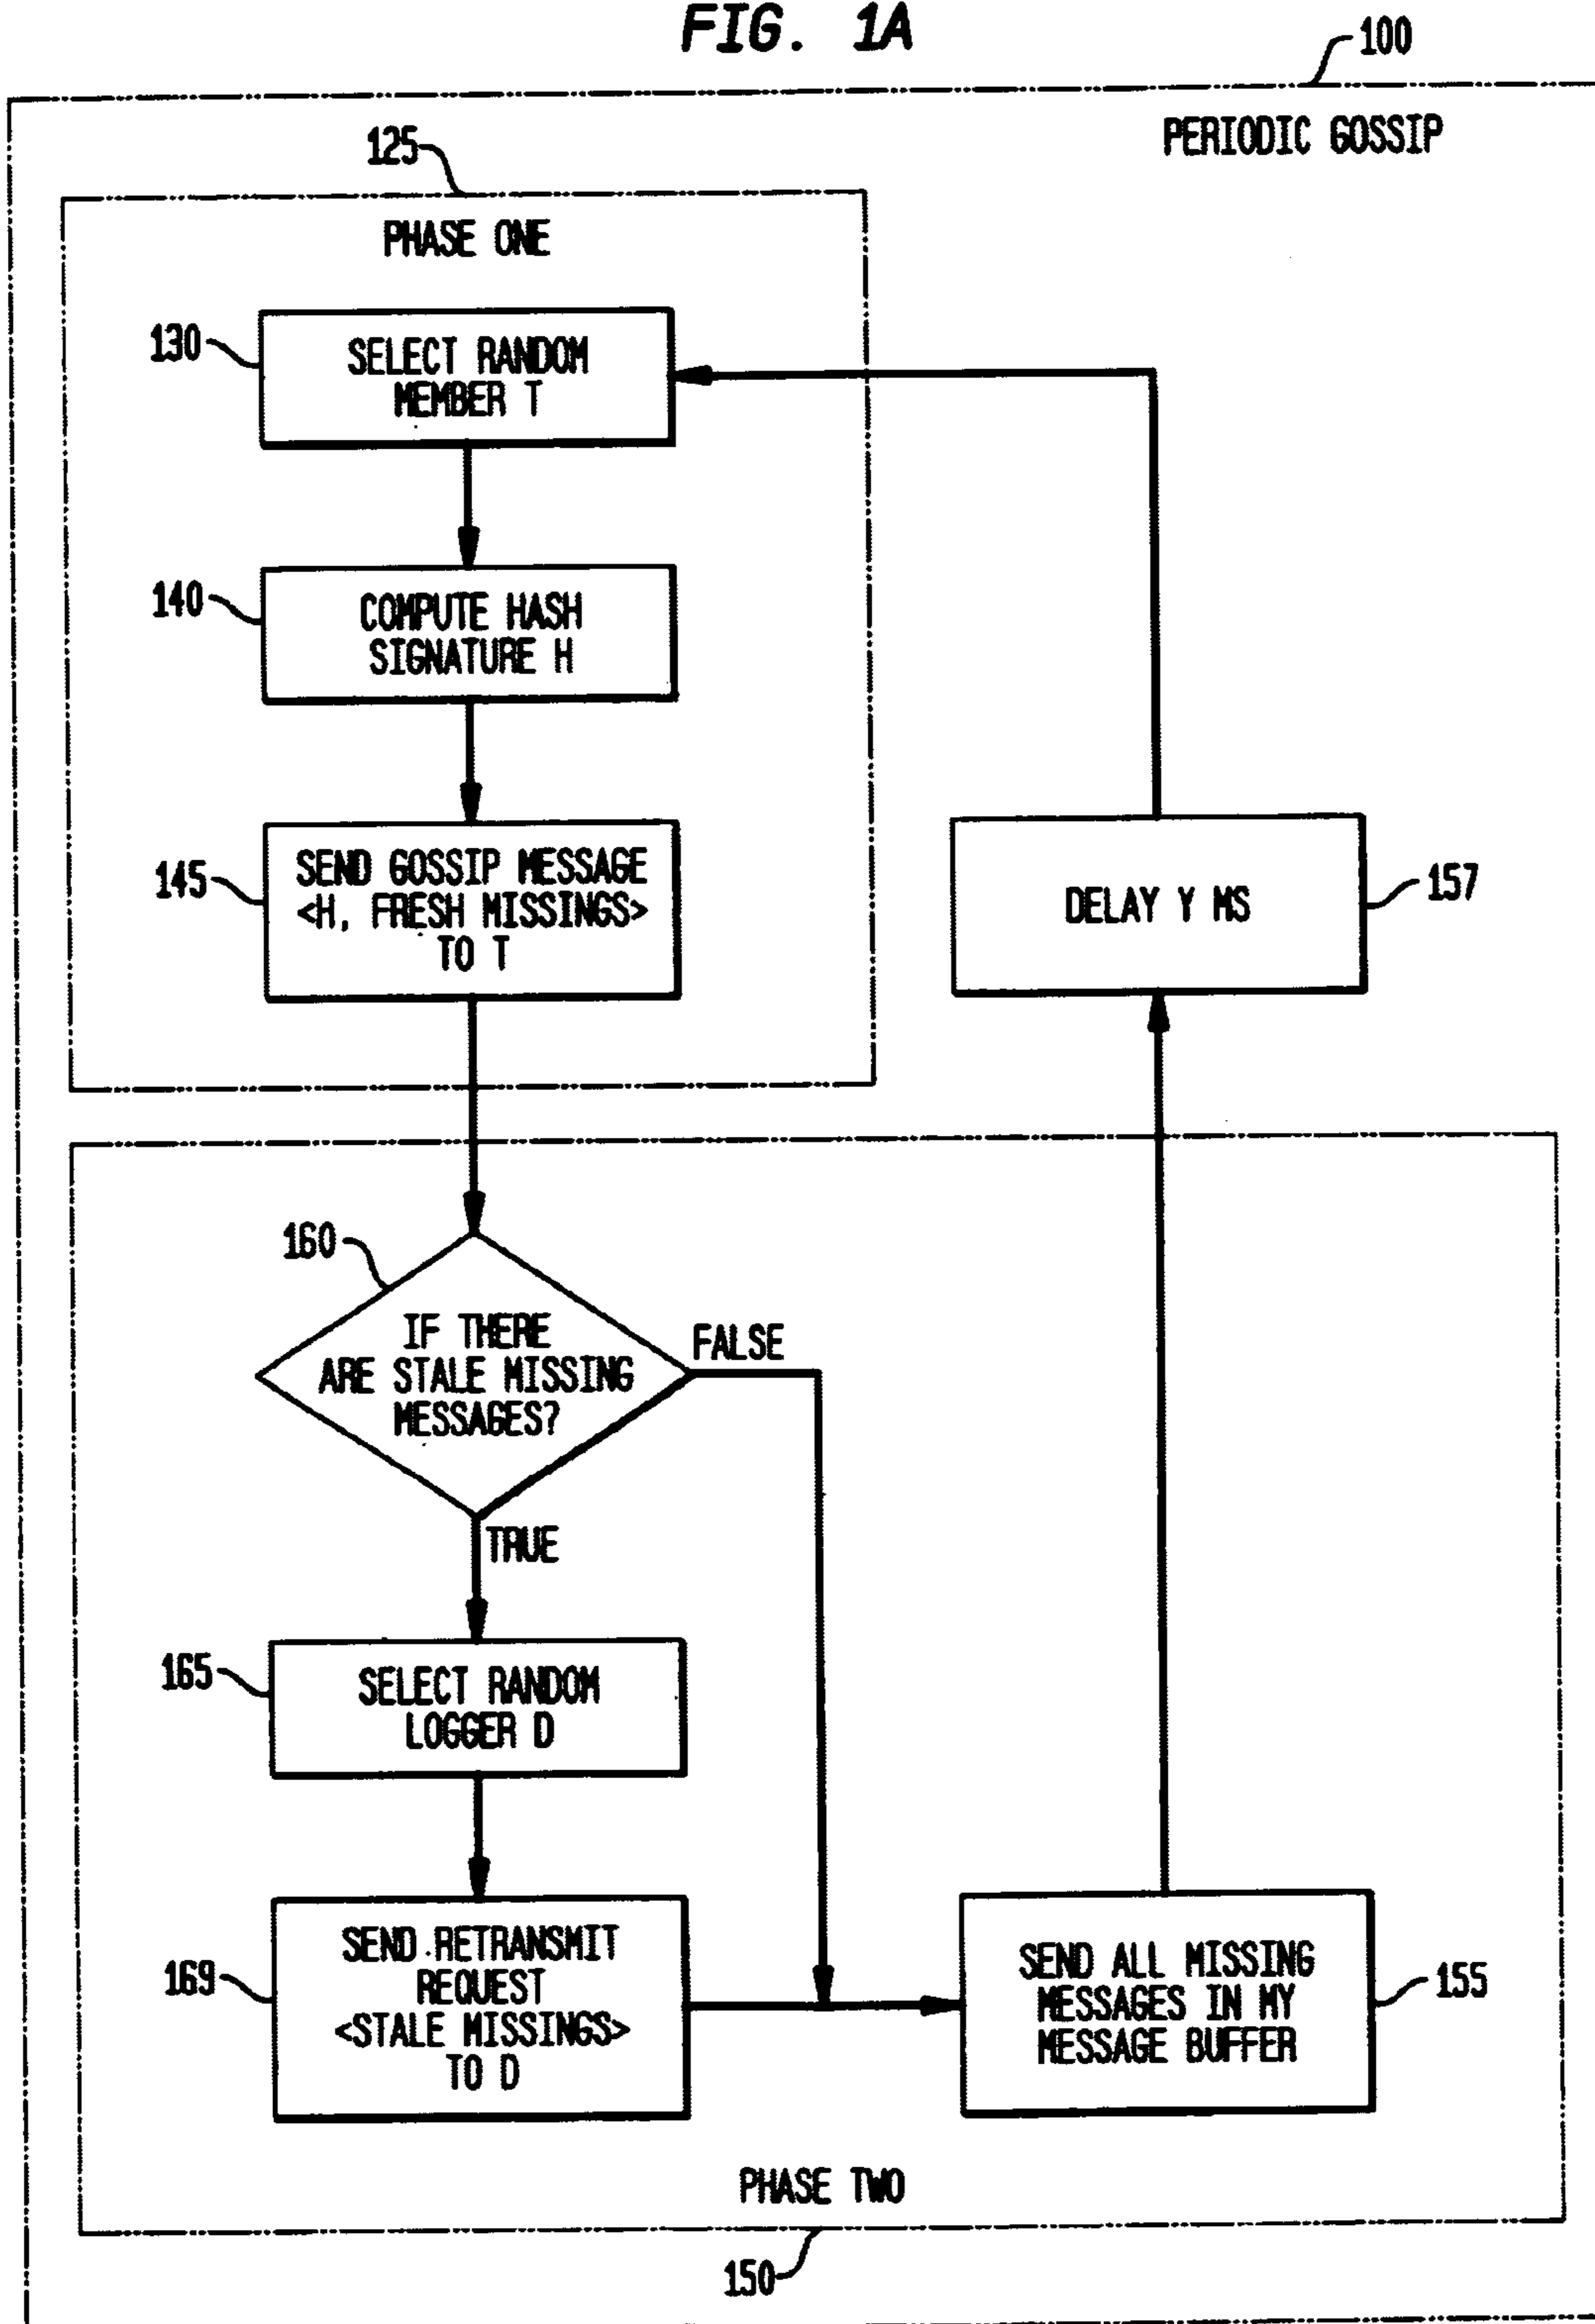 FIG. 1A
100
PERIODIC GOSSIP
125
PHASE ONE
130
SELECT RANDOM
MEMBER T
140
COMPUTE HASH
SIGNATURE H
145
SEND GOSSIP MESSAGE
<H, FRESH MISSINGS>
TO T
DELAY Y MS
157
160
IF THERE
ARE STALE MISSING
MESSAGES?
FALSE
TRUE
165
SELECT RANDOM
LOGGER D
169
SEND RETRANSMIT
REQUEST
<STALE MISSINGS>
TO D
SEND ALL MISSING
MESSAGES IN MY
MESSAGE BUFFER
155
PHASE TWO
150